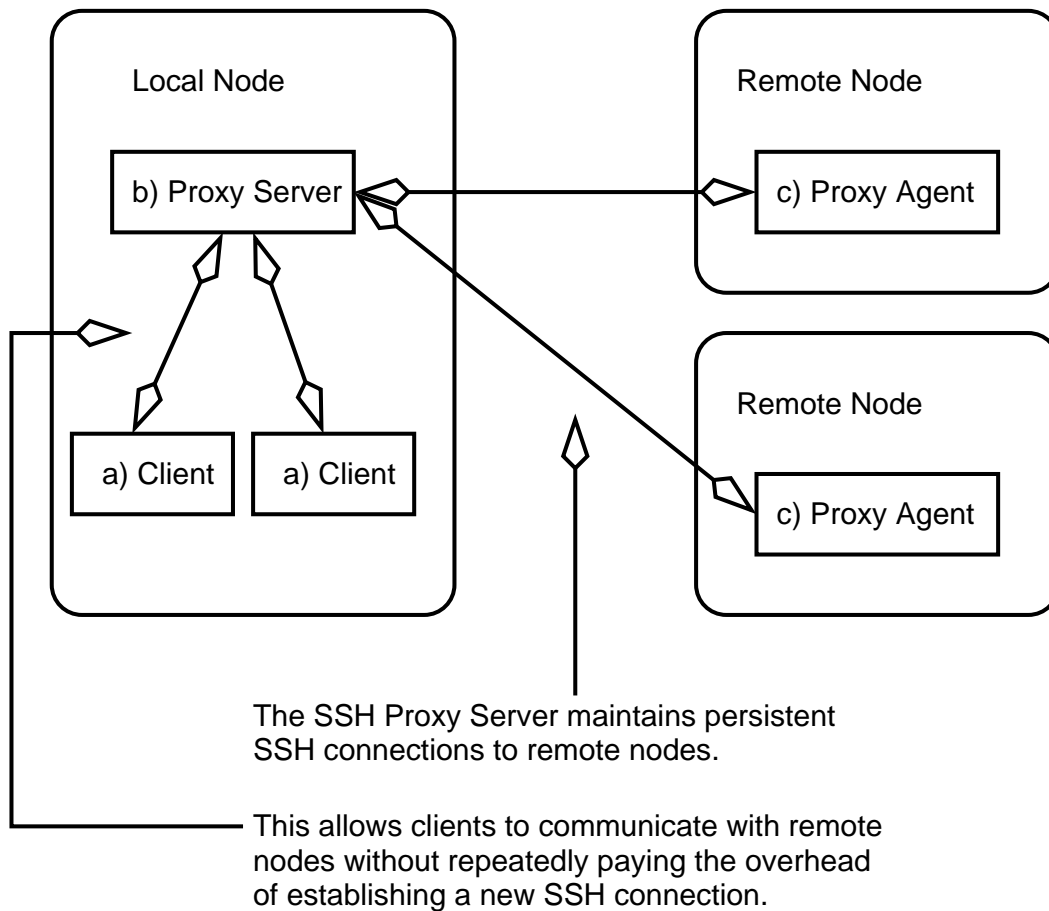 Local Node
b) Proxy Server
a) Client
a) Client
Remote Node
c) Proxy Agent
Remote Node
c) Proxy Agent
The SSH Proxy Server maintains persistent
SSH connections to remote nodes.
This allows clients to communicate with remote
nodes without repeatedly paying the overhead
of establishing a new SSH connection.